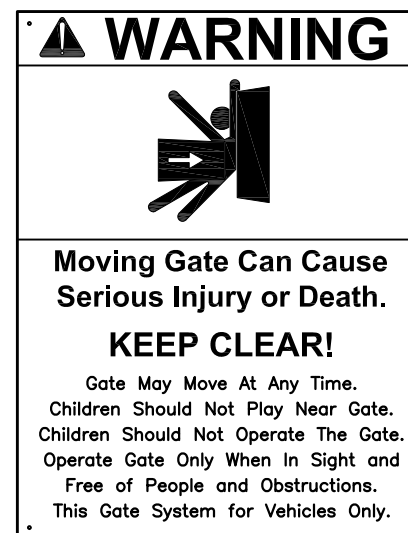 WARNING
Moving Gate Can Cause
Serious Injury or Death.
KEEP CLEAR!
Gate May Move At Any Time.
Children Should Not Play Near Gate.
Children Should Not Operate The Gate.
Operate Gate Only When In Sight and
Free of People and Obstructions.
This Gate System for Vehicles Only.